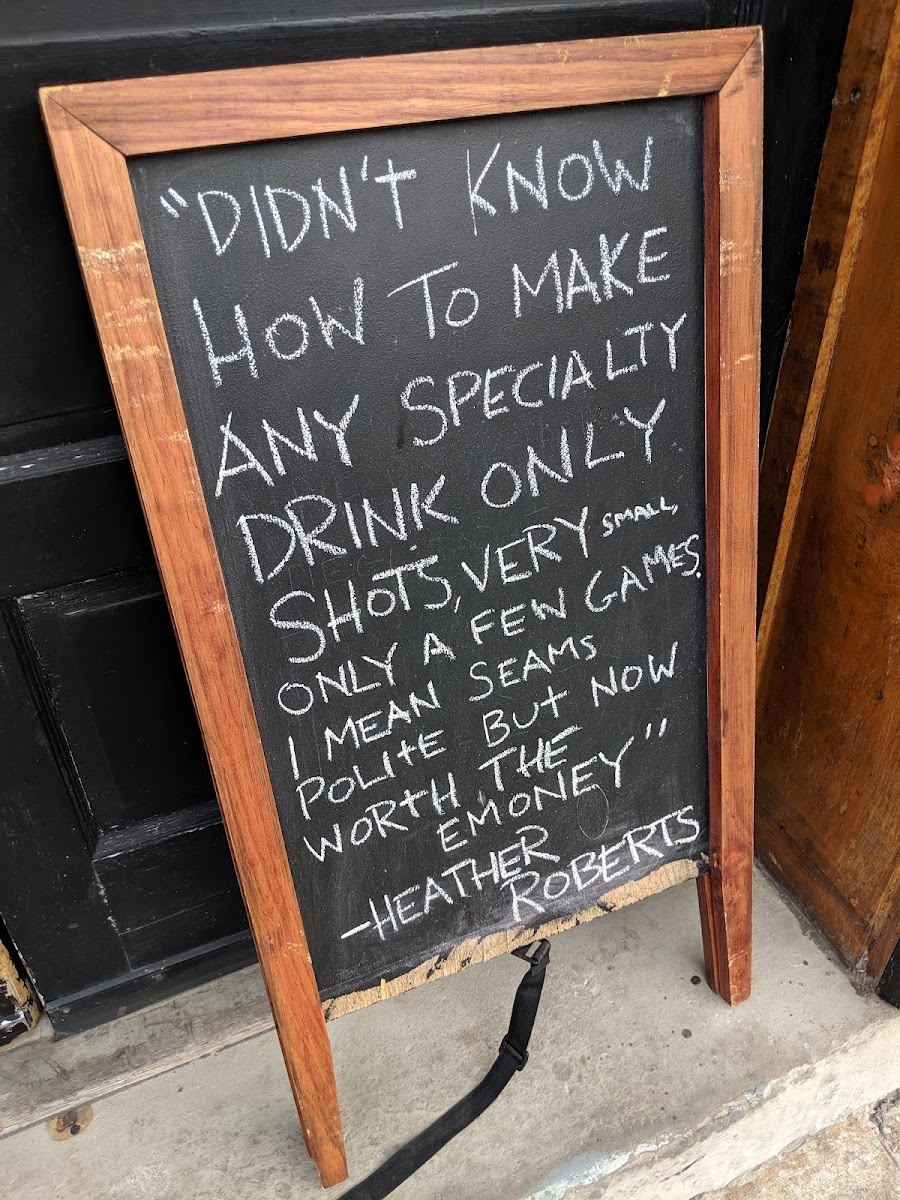 "DIDN't KNOW
HOW TO MAKE
ANY SPECIALTY
DRINK ONLY
SHOTS, VERY SMALL,
ONLY A FEW GAMES.
I MEAN SEAMS
POLItE BUt NOW
WORtH THE
EMONEY"
-HEATHER
ROBERTS